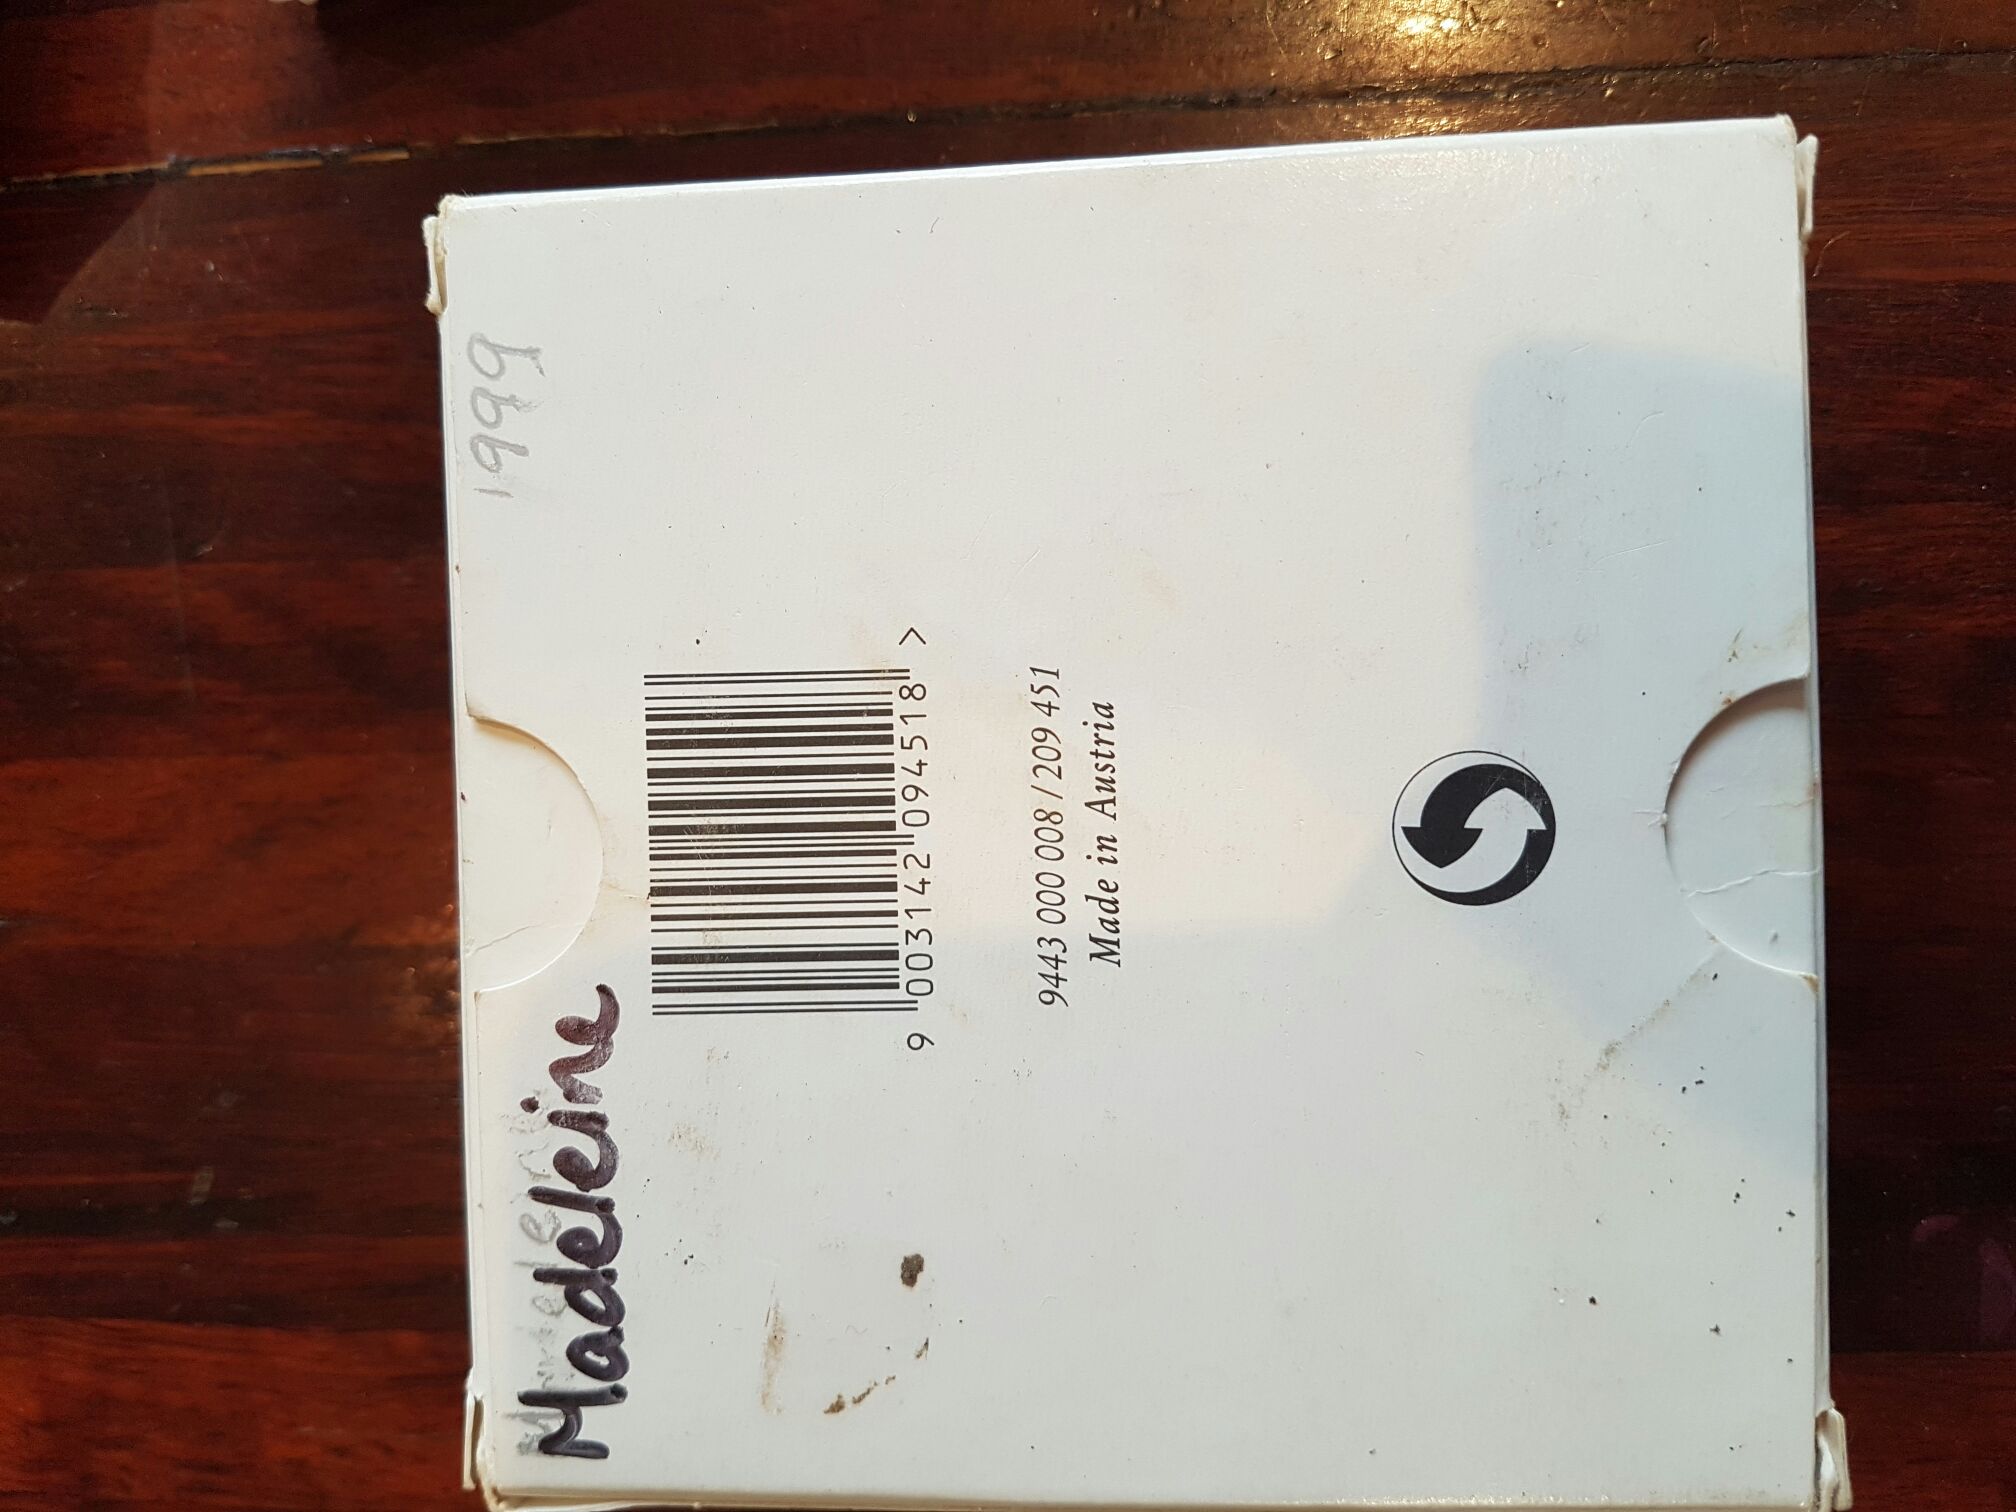 Madeleine 1999
9 003142 094518 >
9443 000 008 / 209 451
Made in Austria